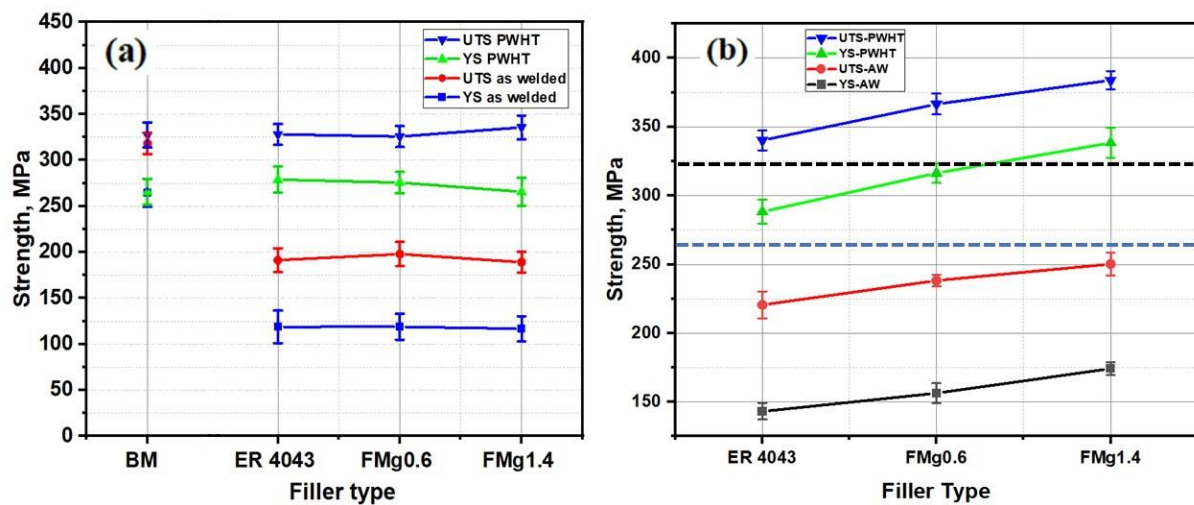 (a)
UTS PWHT
YS PWHT
UTS as welded
YS as welded
450
400
350
300
250
200
150
100
50
0
Strength, MPa
BM ER 4043 FMg0.6 FMg1.4
Filler type
(b)
UTS-PWHT
YS-PWHT
UTS-AW
YS-AW
400
350
300
250
200
150
Strength, MPa
ER 4043 FMg0.6 FMg1.4
Filler Type